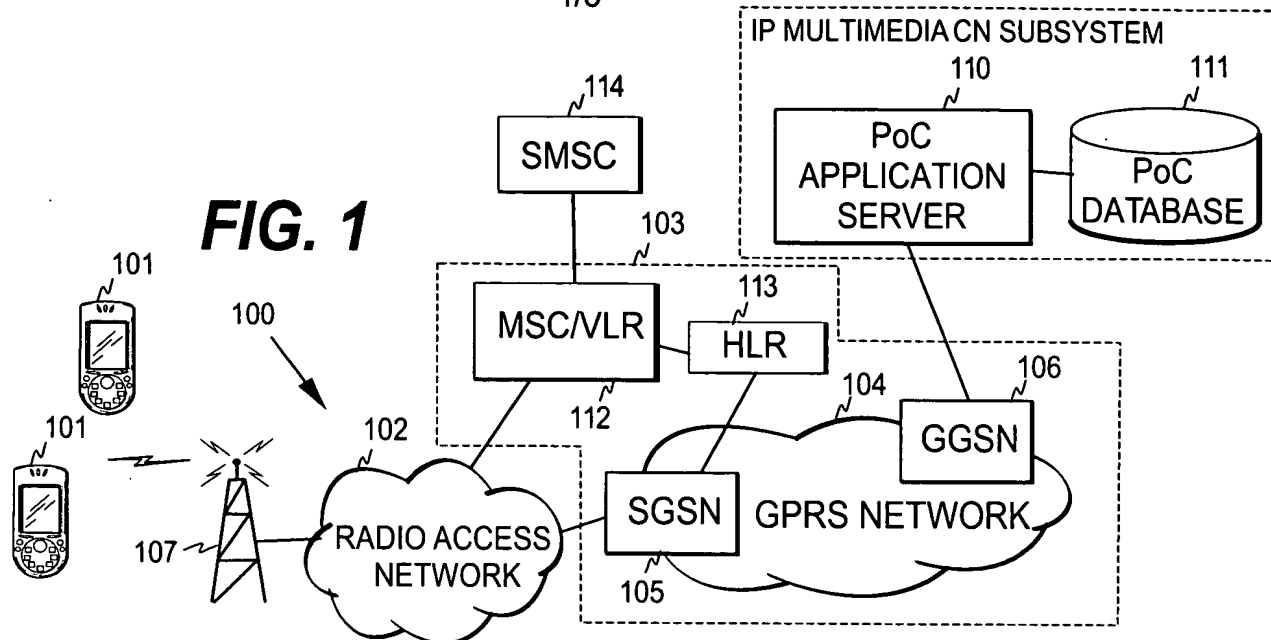 IP MULTIMEDIA CN SUBSYSTEM
110
111
114
SMSC
PoC
APPLICATION
SERVER
PoC
DATABASE
FIG. 1
103
101
100
MSC/VLR
113
HLR
112
104
106
101
102
GGSN
SGSN
GPRS NETWORK
107
RADIO ACCESS
NETWORK
105